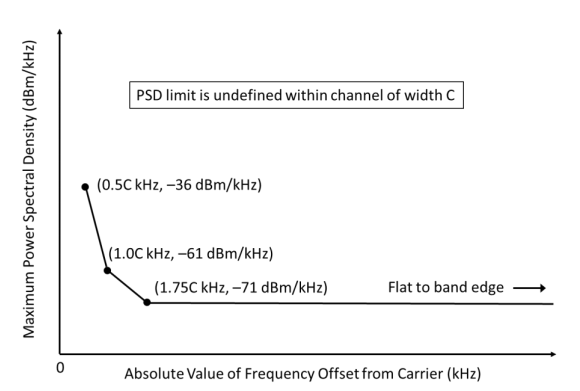 Maximum Power Spectral Density (dBm/kHz)
PSD limit is undefined within channel of width C
(0.5C kHz, –36 dBm/kHz)
(1.0C kHz, –61 dBm/kHz)
(1.75C kHz, –71 dBm/kHz)
Flat to band edge
0
Absolute Value of Frequency Offset from Carrier (kHz)